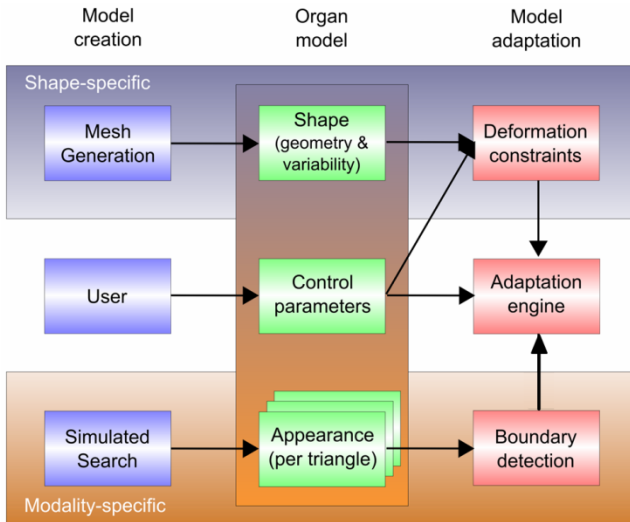 Model
creation
Organ
model
Model
adaptation
Shape-specific
Mesh
Generation
Shape
(geometry &
variability)
Deformation
constraints
User
Control
parameters
Adaptation
engine
Simulated
Search
Appearance
(per triangle)
Boundary
detection
Modality-specific